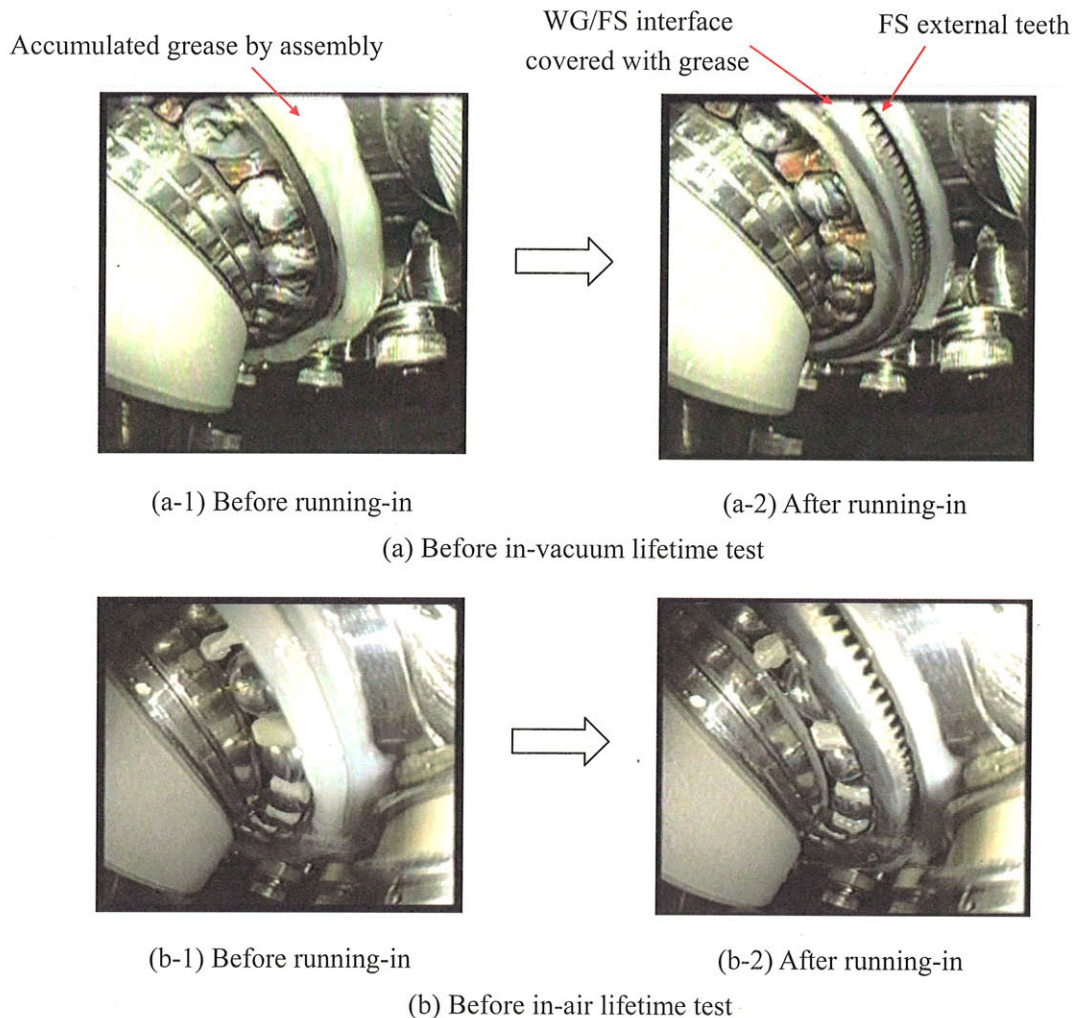 Accumulated grease by assembly
WG/FS interface
covered with grease
FS external teeth
(a-1) Before running-in
(a-2) After running-in
(a) Before in-vacuum lifetime test
(b-1) Before running-in
(b-2) After running-in
(b) Before in-air lifetime test